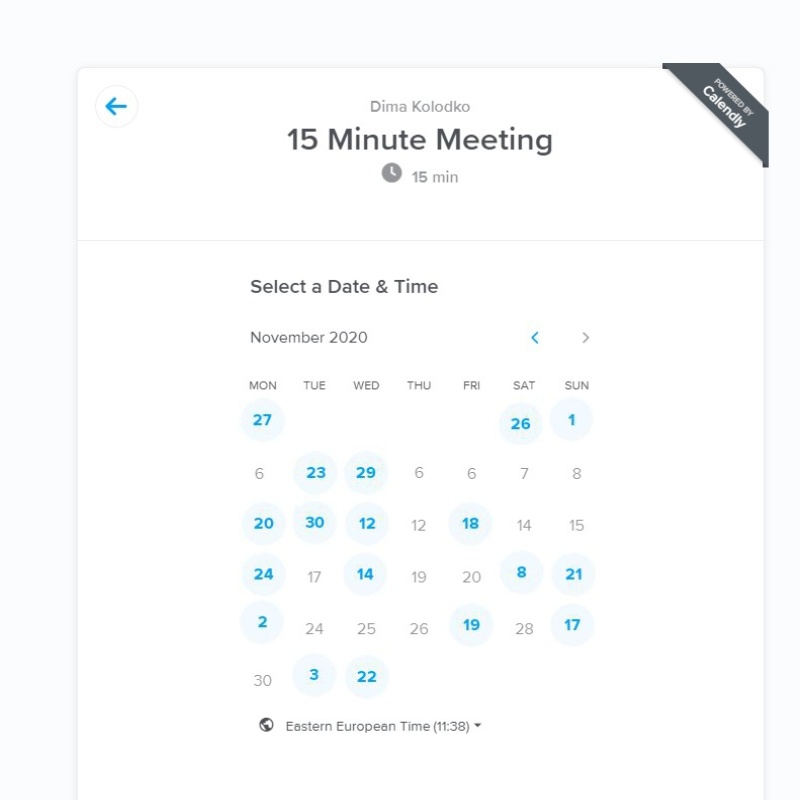 Dima Kolodko
15 Minute Meeting
15 min
POWERED BY
Calendly
Select a Date & Time
November 2020
MON TUE WED THU FRI SAT SUN
27 26 1
6 23 29 6 6 7 8
20 30 12 12 18 14 15
24 17 14 19 20 8 21
2 24 25 26 19 28 17
30 3 22
Eastern European Time (11:38)